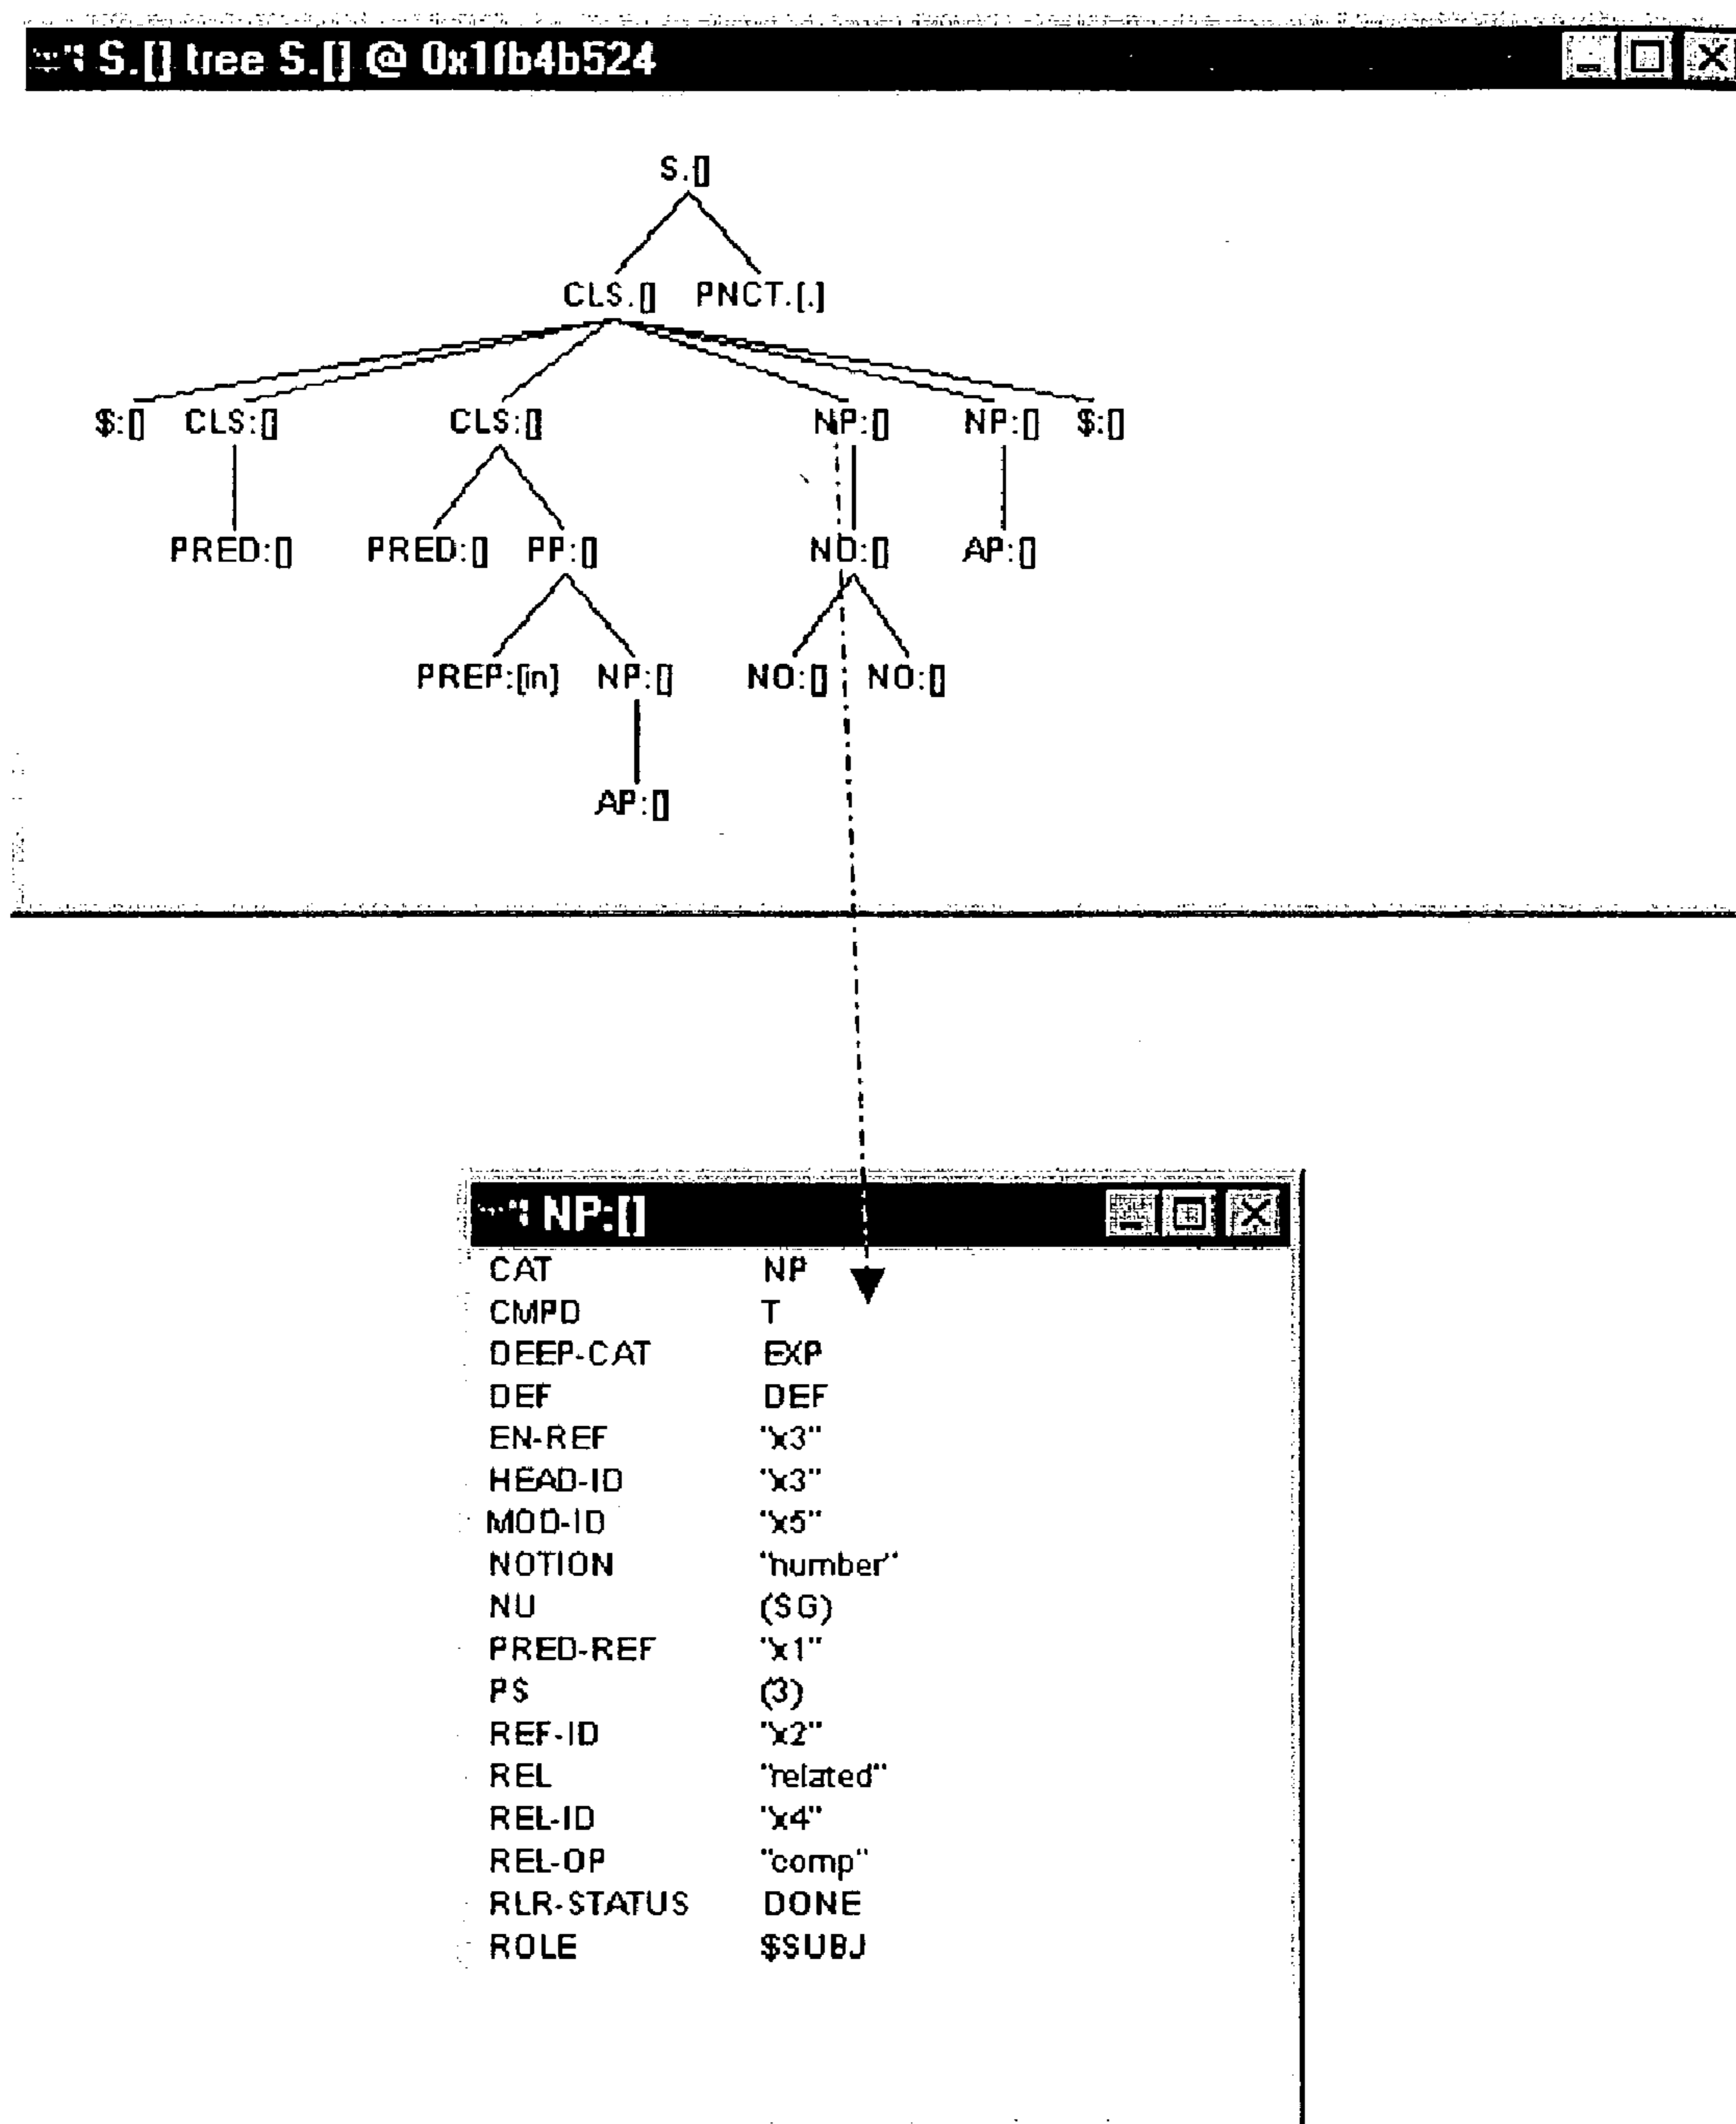 S.[] tree S.[] @ 0x1fb4b524
S.[]
CLS.[] PNCT.[.]
$:[] CLS:[] CLS:[] NP:[] NP:[] $:[]
PRED:[] PRED:[] PP:[] NO:[] AP:[]
PREP:[in] NP:[] NO:[] NO:[]
AP:[]
NP:[]
CAT NP
CMPD T
DEEP-CAT EXP
DEF DEF
EN-REF "x3"
HEAD-ID "x3"
MOD-ID "x5"
NOTION "number"
NU (SG)
PRED-REF "x1"
PS (3)
REF-ID "x2"
REL "related"
REL-ID "x4"
REL-OP "comp"
RLR-STATUS DONE
ROLE $SUBJ